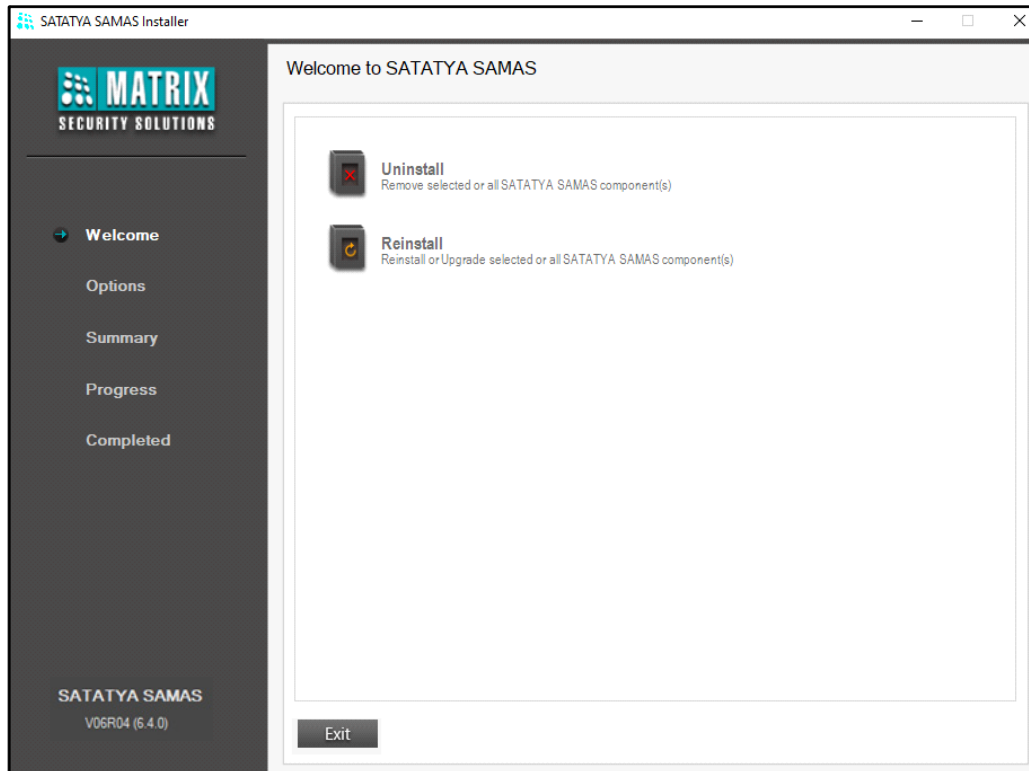 SATATYA SAMAS Installer
MATRIX
SECURITY SOLUTIONS
Welcome
Options
Summary
Progress
Completed
SATATYA SAMAS
V06R04 (6.4.0)
Welcome to SATATYA SAMAS
Uninstall
Remove selected or all SATATYA SAMAS component(s)
Reinstall
Reinstall or Upgrade selected or all SATATYA SAMAS component(s)
Exit